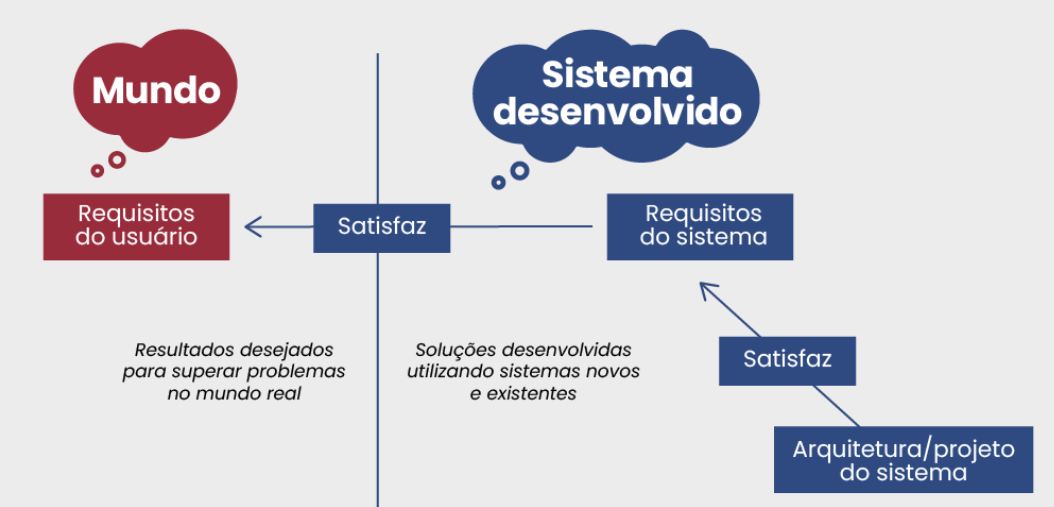 Mundo
Sistema
desenvolvido
Requisitos
do usuário
Satisfaz
Requisitos
do sistema
Resultados desejados
para superar problemas
no mundo real
Soluções desenvolvidas
utilizando sistemas novos
e existentes
Satisfaz
Arquitetura/projeto
do sistema